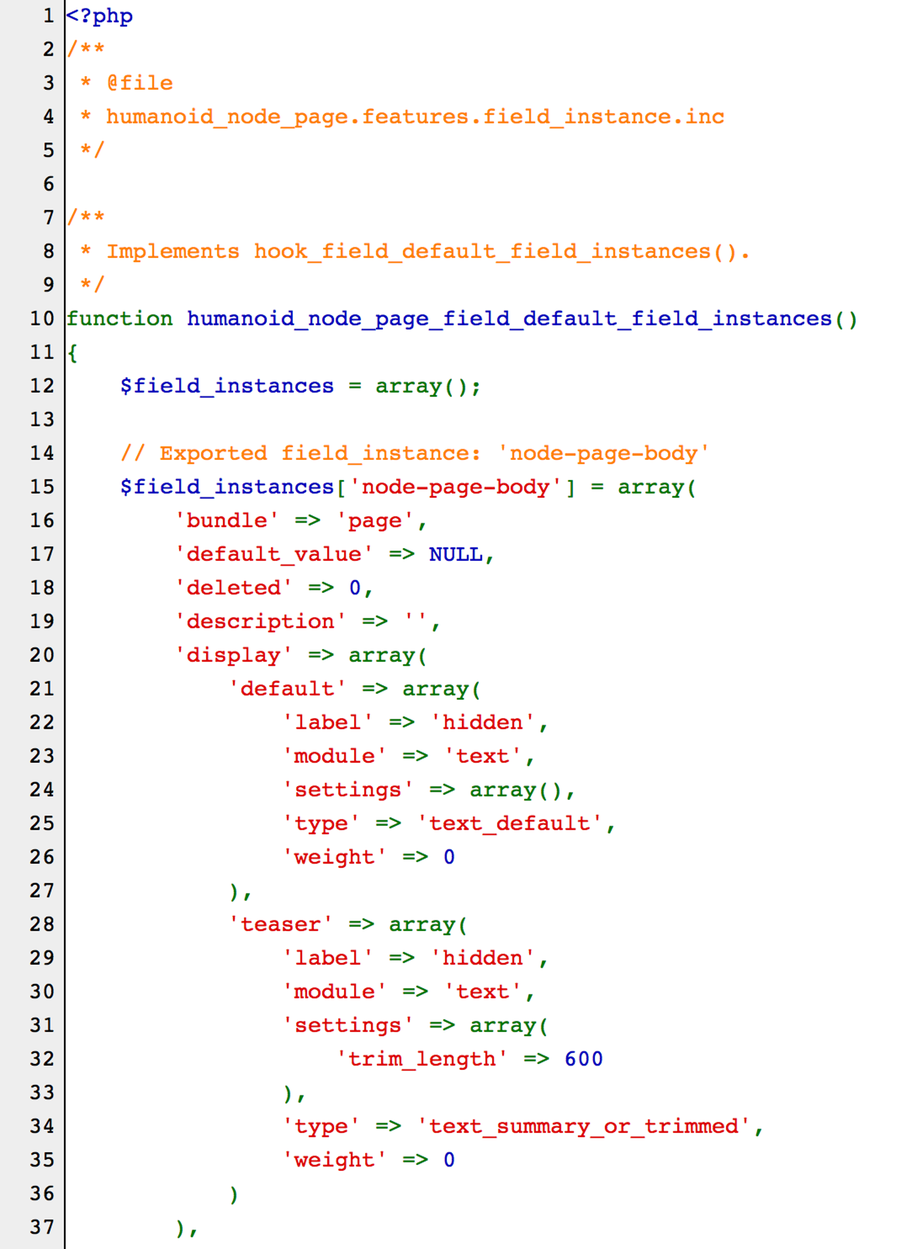 1 <?php
2 /**
3  * @file
4  * humanoid_node_page.features.field_instance.inc
5  */
6
7 /**
8  * Implements hook_field_default_field_instances().
9  */
10 function humanoid_node_page_field_default_field_instances()
11 {
12     $field_instances = array();
13
14     // Exported field_instance: 'node-page-body'
15     $field_instances['node-page-body'] = array(
16         'bundle' => 'page',
17         'default_value' => NULL,
18         'deleted' => 0,
19         'description' => '',
20         'display' => array(
21             'default' => array(
22                 'label' => 'hidden',
23                 'module' => 'text',
24                 'settings' => array(),
25                 'type' => 'text_default',
26                 'weight' => 0
27             ),
28             'teaser' => array(
29                 'label' => 'hidden',
30                 'module' => 'text',
31                 'settings' => array(
32                     'trim_length' => 600
33                 ),
34                 'type' => 'text_summary_or_trimmed',
35                 'weight' => 0
36             )
37         ),